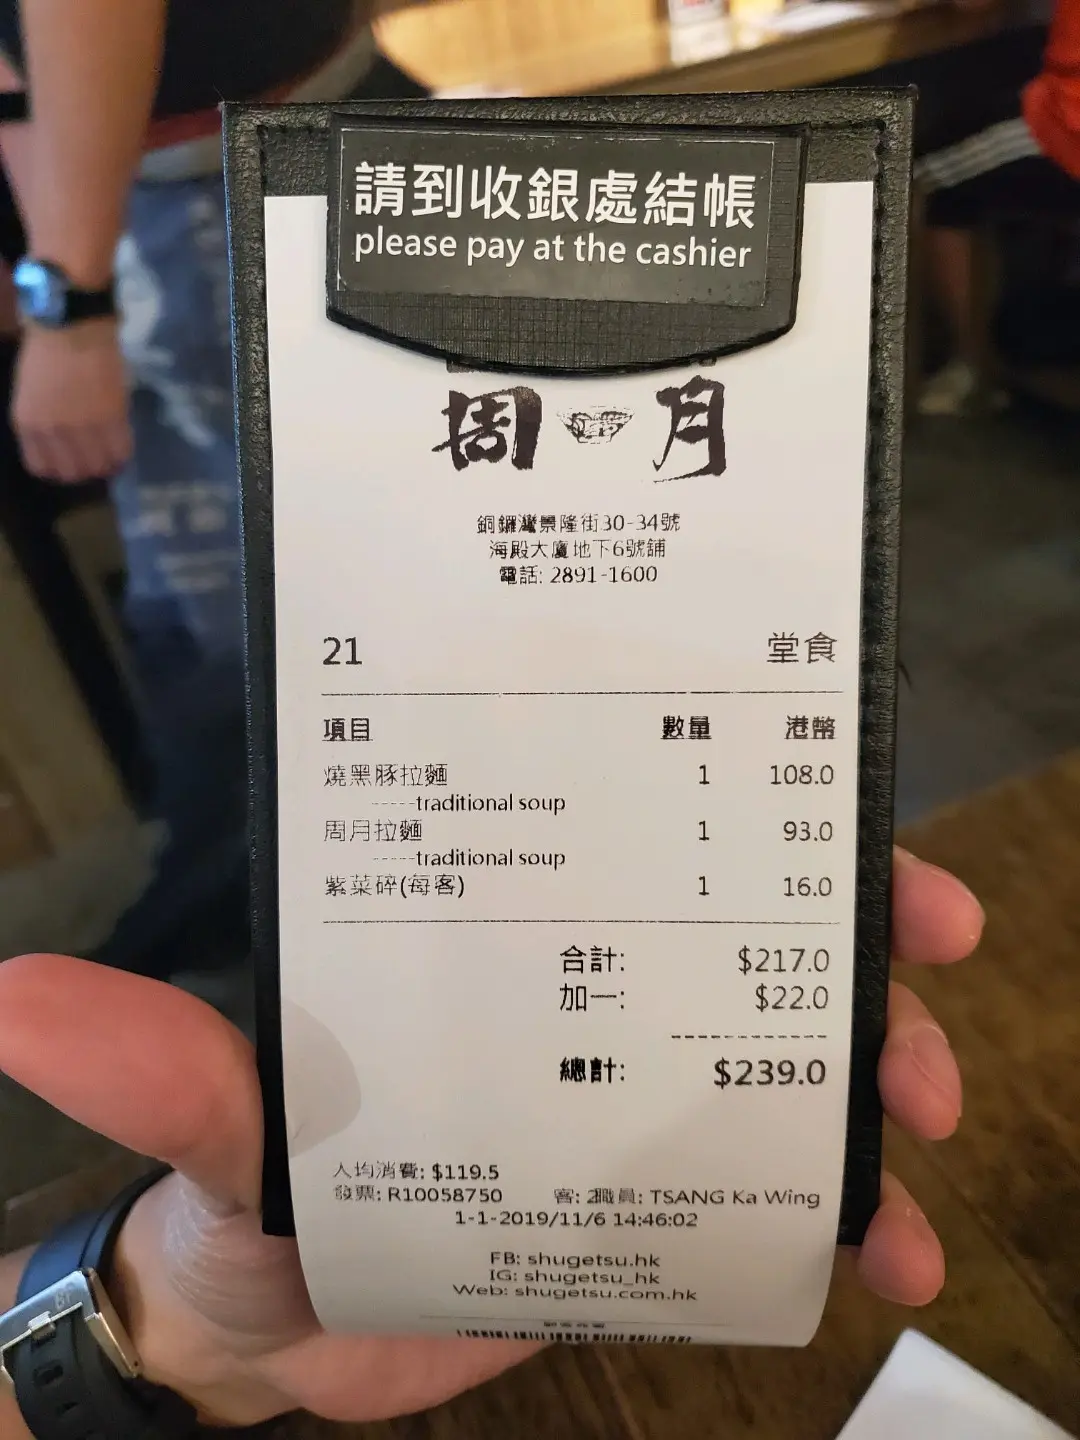 請到收銀處結帳
please pay at the cashier
周月
銅鑼灣景隆街30-34號
海殿大廈地下6號舖
電話: 2891-1600
21 堂食
項目 數量 港幣
燒黑豚拉麵 1 108.0
-----traditional soup
周月拉麵 1 93.0
-----traditional soup
紫菜碎(每客) 1 16.0
合計: $217.0
加一: $22.0
總計: $239.0
人均消費: $119.5
發票: R10058750 客: 2職員: TSANG Ka Wing
1-1-2019/11/6 14:46:02
FB: shugetsu.hk
IG: shugetsu_hk
Web: shugetsu.com.hk